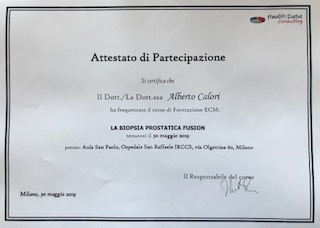 Health Data
Consulting
Attestato di Partecipazione
Si certifica che
Il Dott./La Dott.ssa Alberto Calori
ha frequentato il corso di Formazione ECM:
LA BIOPSIA PROSTATICA FUSION
tenutosi il 30 maggio 2019
presso: Aula San Paolo, Ospedale San Raffaele IRCCS, via Olgettina 60, Milano
Il Responsabile del corso
Milano, 30 maggio 2019